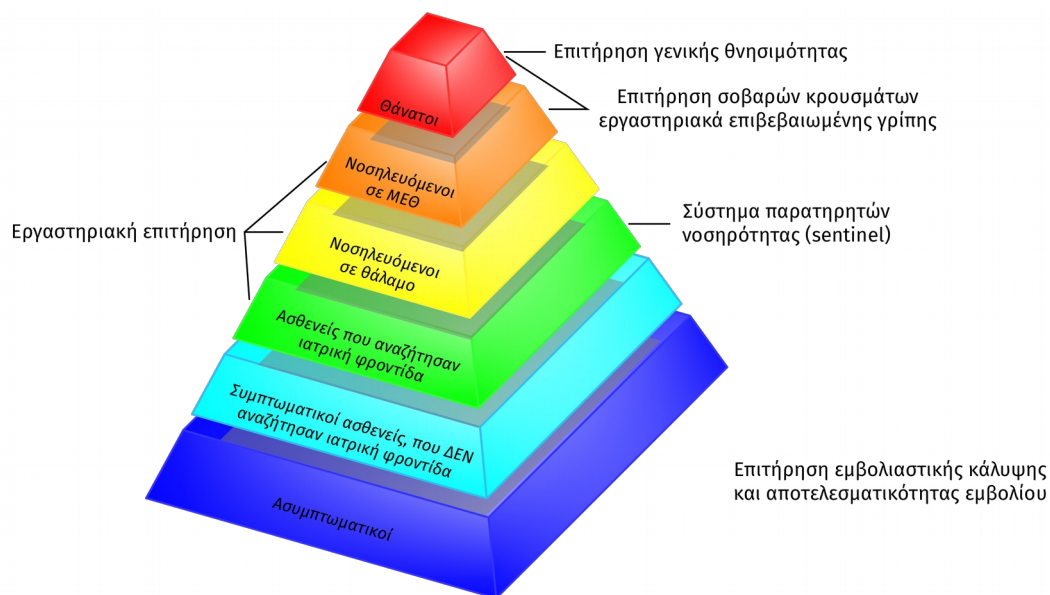 Επιτήρηση γενικής θνησιμότητας
Επιτήρηση σοβαρών κρουσμάτων
εργαστηριακά επιβεβαιωμένης γρίπης
Θάνατοι
Νοσηλευόμενοι
σε ΜΕΘ
Σύστημα παρατηρητών
νοσηρότητας (sentinel)
Εργαστηριακή επιτήρηση
Νοσηλευόμενοι
σε θάλαμο
Ασθενείς που αναζήτησαν
ιατρική φροντίδα
Συμπτωματικοί ασθενείς, που ΔΕΝ
αναζήτησαν ιατρική φροντίδα
Επιτήρηση εμβολιαστικής κάλυψης
και αποτελεσματικότητας εμβολίου
Ασυμπτωματικοί